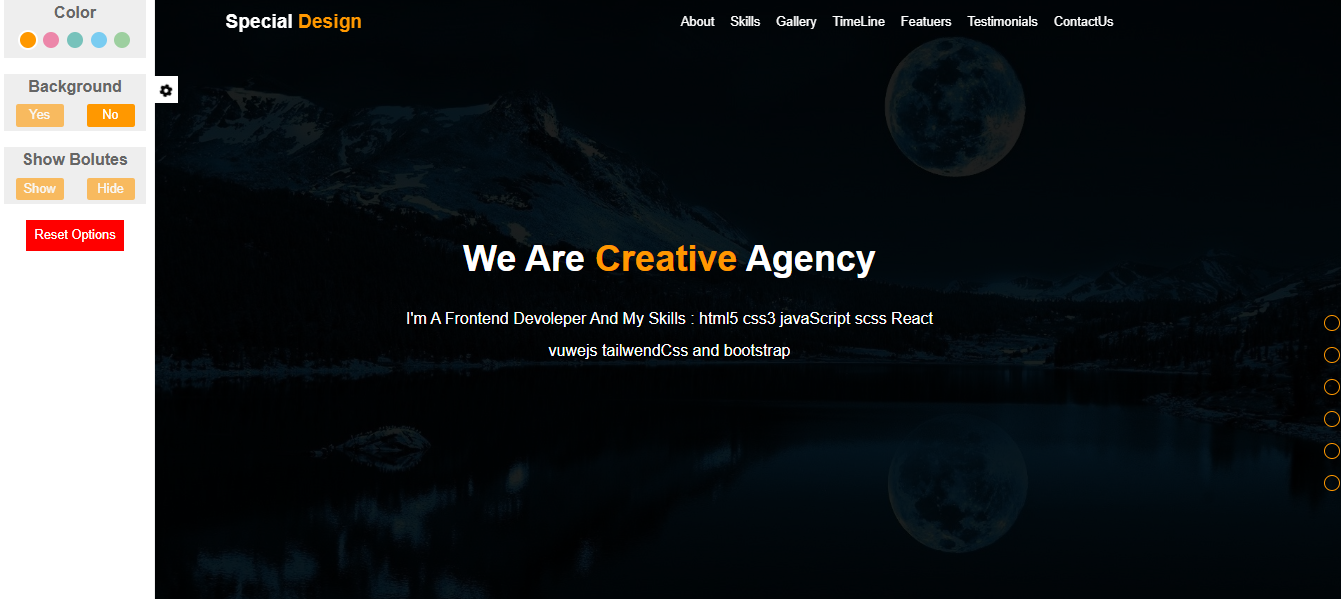 Color
Background
Yes No
Show Bolutes
Show Hide
Reset Options
Special Design
About Skills Gallery TimeLine Featuers Testimonials ContactUs
We Are Creative Agency
I'm A Frontend Devoleper And My Skills : html5 css3 javaScript scss React
vuwejs tailwendCss and bootstrap